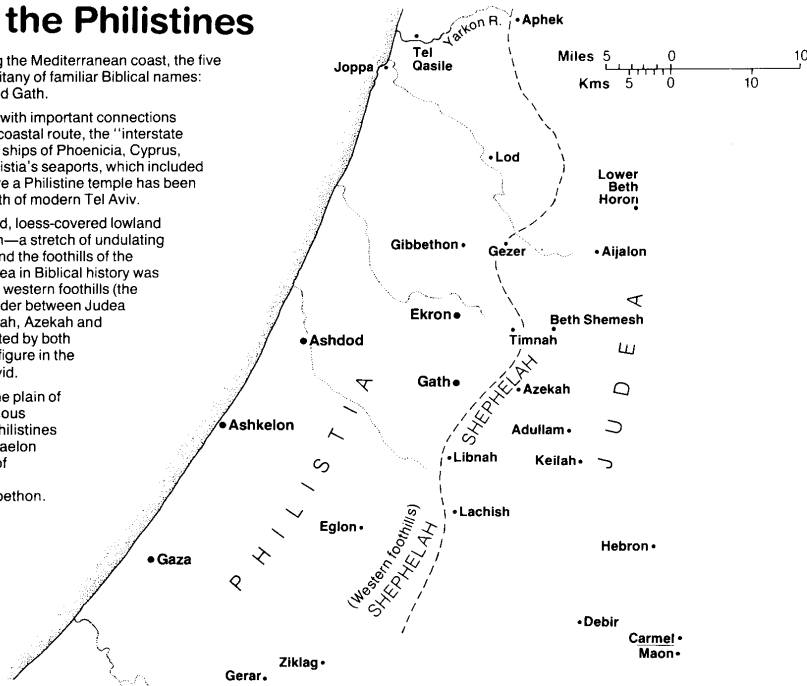 the Philistines
g the Mediterranean coast, the five
itany of familiar Biblical names:
d Gath.
with important connections
coastal route, the "interstate
ships of Phoenicia, Cyprus,
istia's seaports, which included
e a Philistine temple has been
th of modern Tel Aviv.
d, loess-covered lowland
n—a stretch of undulating
nd the foothills of the
ea in Biblical history was
western foothills (the
der between Judea
ah, Azekah and
ted by both
figure in the
vid.
e plain of
ous
hilistines
aelon
of
bethon.
Yarkon R.
Aphek
Tel
Qasile
Joppa
Miles 5 0 10
Kms 5 0 10
Lod
Lower
Beth
Horon
Gibbethon
Gezer
Aijalon
Ekron
Beth Shemesh
Timnah
Ashdod
Gath
SHEPHELAH
Azekah
JUDEA
Ashkelon
Adullam
Libnah
Keilah
PHILISTIA
Lachish
Eglon
(Western foothills)
SHEPHELAH
Hebron
Gaza
Debir
Carmel
Maon
Ziklag
Gerar